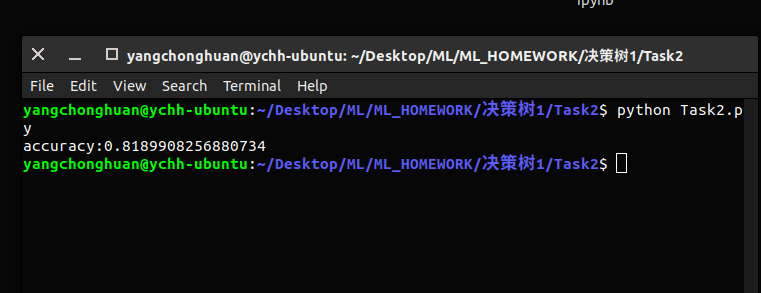 ipynb
yangchonghuan@ychh-ubuntu: ~/Desktop/ML/ML_HOMEWORK/决策树1/Task2
File Edit View Search Terminal Help
yangchonghuan@ychh-ubuntu:~/Desktop/ML/ML_HOMEWORK/决策树1/Task2$ python Task2.p
y
accuracy:0.8189908256880734
yangchonghuan@ychh-ubuntu:~/Desktop/ML/ML_HOMEWORK/决策树1/Task2$